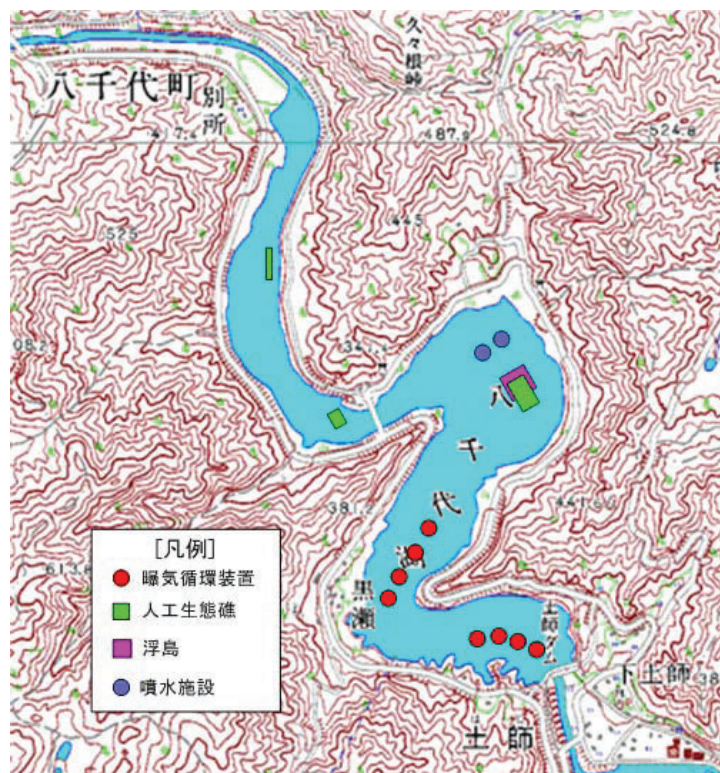 久々根峠
八千代町
別所
417.4
487.9
524.8
445
525
341.4
八千代湖
381.2
441.6
613.8
黒瀬
土師ダム
下土師
土師
[凡例]
曝気循環装置
人工生態礁
浮島
噴水施設